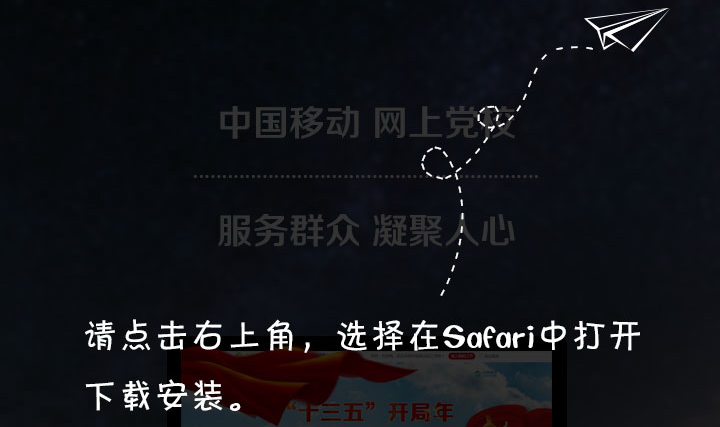 中国移动 网上党校
服务群众 凝聚人心
请点击右上角，选择在Safari中打开
下载安装。
“十三五”开局年